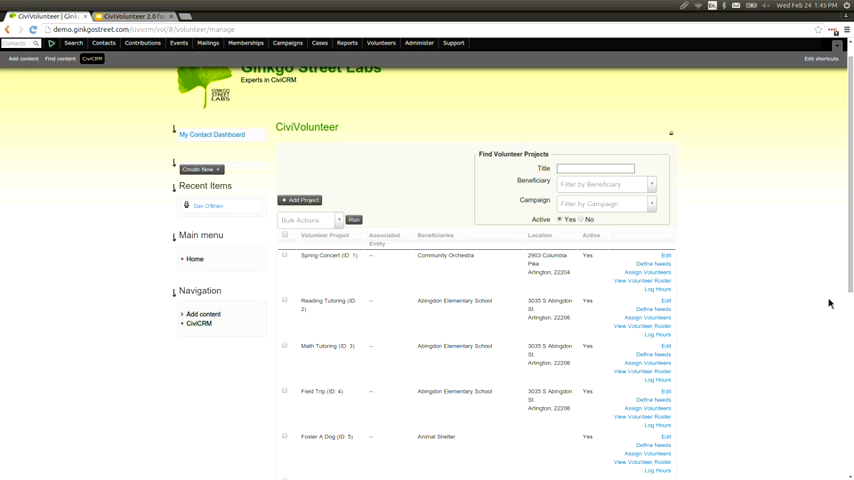 Wed Feb 24 1:45 PM
CiviVolunteer | Gink
CiviVolunteer 2.0 for
demo.ginkgostreet.com/civicrm/vol/#/volunteer/manage
Contacts
Search Contacts Contributions Events Mailings Memberships Campaigns Cases Reports Volunteers Administer Support
Add content Find content CiviCRM Edit shortcuts
Ginkgo Street Labs
Experts in CiviCRM
GINKGO
STREET
LABS
CiviVolunteer
My Contact Dashboard
Create New
Recent Items
Dan O'Brien
Main menu
Home
Navigation
Add content
CiviCRM
Find Volunteer Projects
Title
Beneficiary Filter by Beneficiary
Campaign Filter by Campaign
Active Yes No
+ Add Project
Bulk Actions Run
Volunteer Project Associated Entity Beneficiaries Location Active
Spring Concert (ID: 1) -- Community Orchestra 2903 Columbia Yes Edit
Pike Define Needs
Arlington, 22204 Assign Volunteers
View Volunteer Roster
Log Hours
Reading Tutoring (ID: -- Abingdon Elementary School 3035 S Abingdon Yes Edit
2) St. Define Needs
Arlington, 22206 Assign Volunteers
View Volunteer Roster
Log Hours
Math Tutoring (ID: 3) -- Abingdon Elementary School 3035 S Abingdon Yes Edit
St. Define Needs
Arlington, 22206 Assign Volunteers
View Volunteer Roster
Log Hours
Field Trip (ID: 4) -- Abingdon Elementary School 3035 S Abingdon Yes Edit
St. Define Needs
Arlington, 22206 Assign Volunteers
View Volunteer Roster
Log Hours
Foster A Dog (ID: 5) -- Animal Shelter Yes Edit
Define Needs
Assign Volunteers
View Volunteer Roster
Log Hours